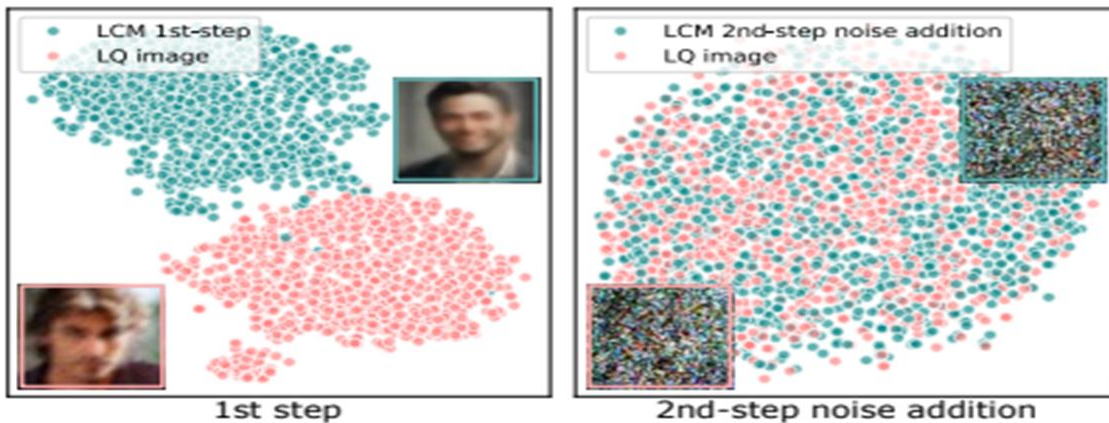 LCM 1st-step
LQ image
LCM 2nd-step noise addition
LQ image
1st step
2nd-step noise addition